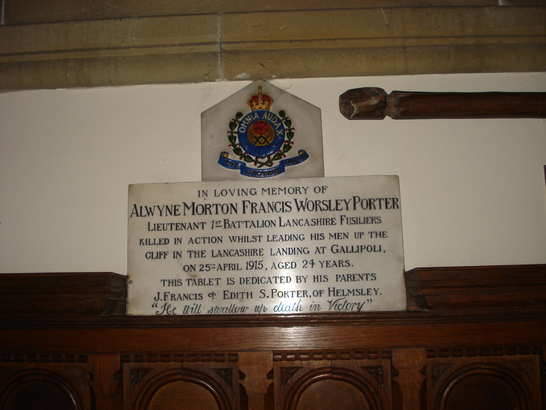 OMNIA AUDAX
IN LOVING MEMORY OF
ALWYNE MORTON FRANCIS WORSLEY PORTER
LIEUTENANT 1ST BATTALION LANCASHIRE FUSILIERS
KILLED IN ACTION WHILST LEADING HIS MEN UP THE
CLIFF IN THE LANCASHIRE LANDING AT GALLIPOLI,
ON 25TH APRIL 1915, AGED 24 YEARS.
THIS TABLET IS DEDICATED BY HIS PARENTS
J. FRANCIS & EDITH S. PORTER, OF HELMSLEY.
"He will swallow up death in Victory"